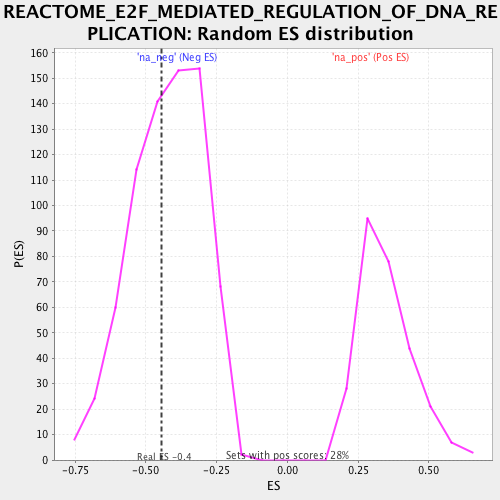 REACTOME_E2F_MEDIATED_REGULATION_OF_DNA_RE
PLICATION: Random ES distribution
'na_neg' (Neg ES) 'na_pos' (Pos ES)
160
150
140
130
120
110
100
90
80
70
60
50
40
30
20
10
0
P(ES)
Real ES -0.4 Sets with pos scores: 28%
-0.75 -0.50 -0.25 0.00 0.25 0.50
ES